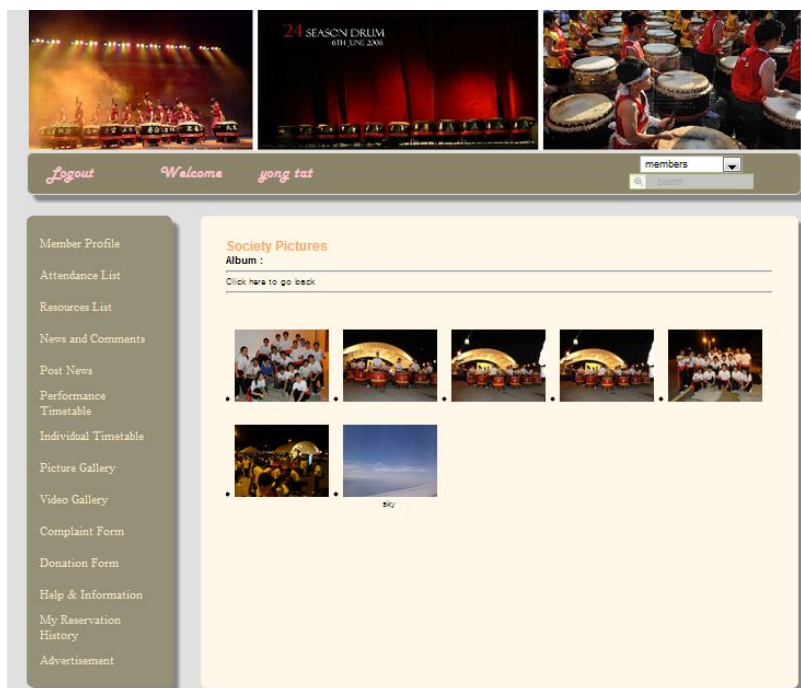 24 SEASON DRUM
6TH JUNE 2008
Logout Welcome yong tat
members
Search
Member Profile
Attendance List
Resources List
News and Comments
Post News
Performance
Timetable
Individual Timetable
Picture Gallery
Video Gallery
Complaint Form
Donation Form
Help & Information
My Reservation
History
Advertisement
Society Pictures
Album :
Click here to go back
sky